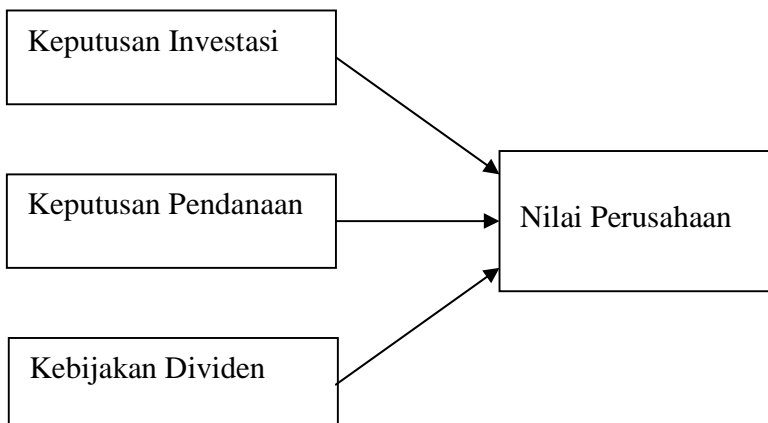 Keputusan Investasi
Keputusan Pendanaan
Nilai Perusahaan
Kebijakan Dividen